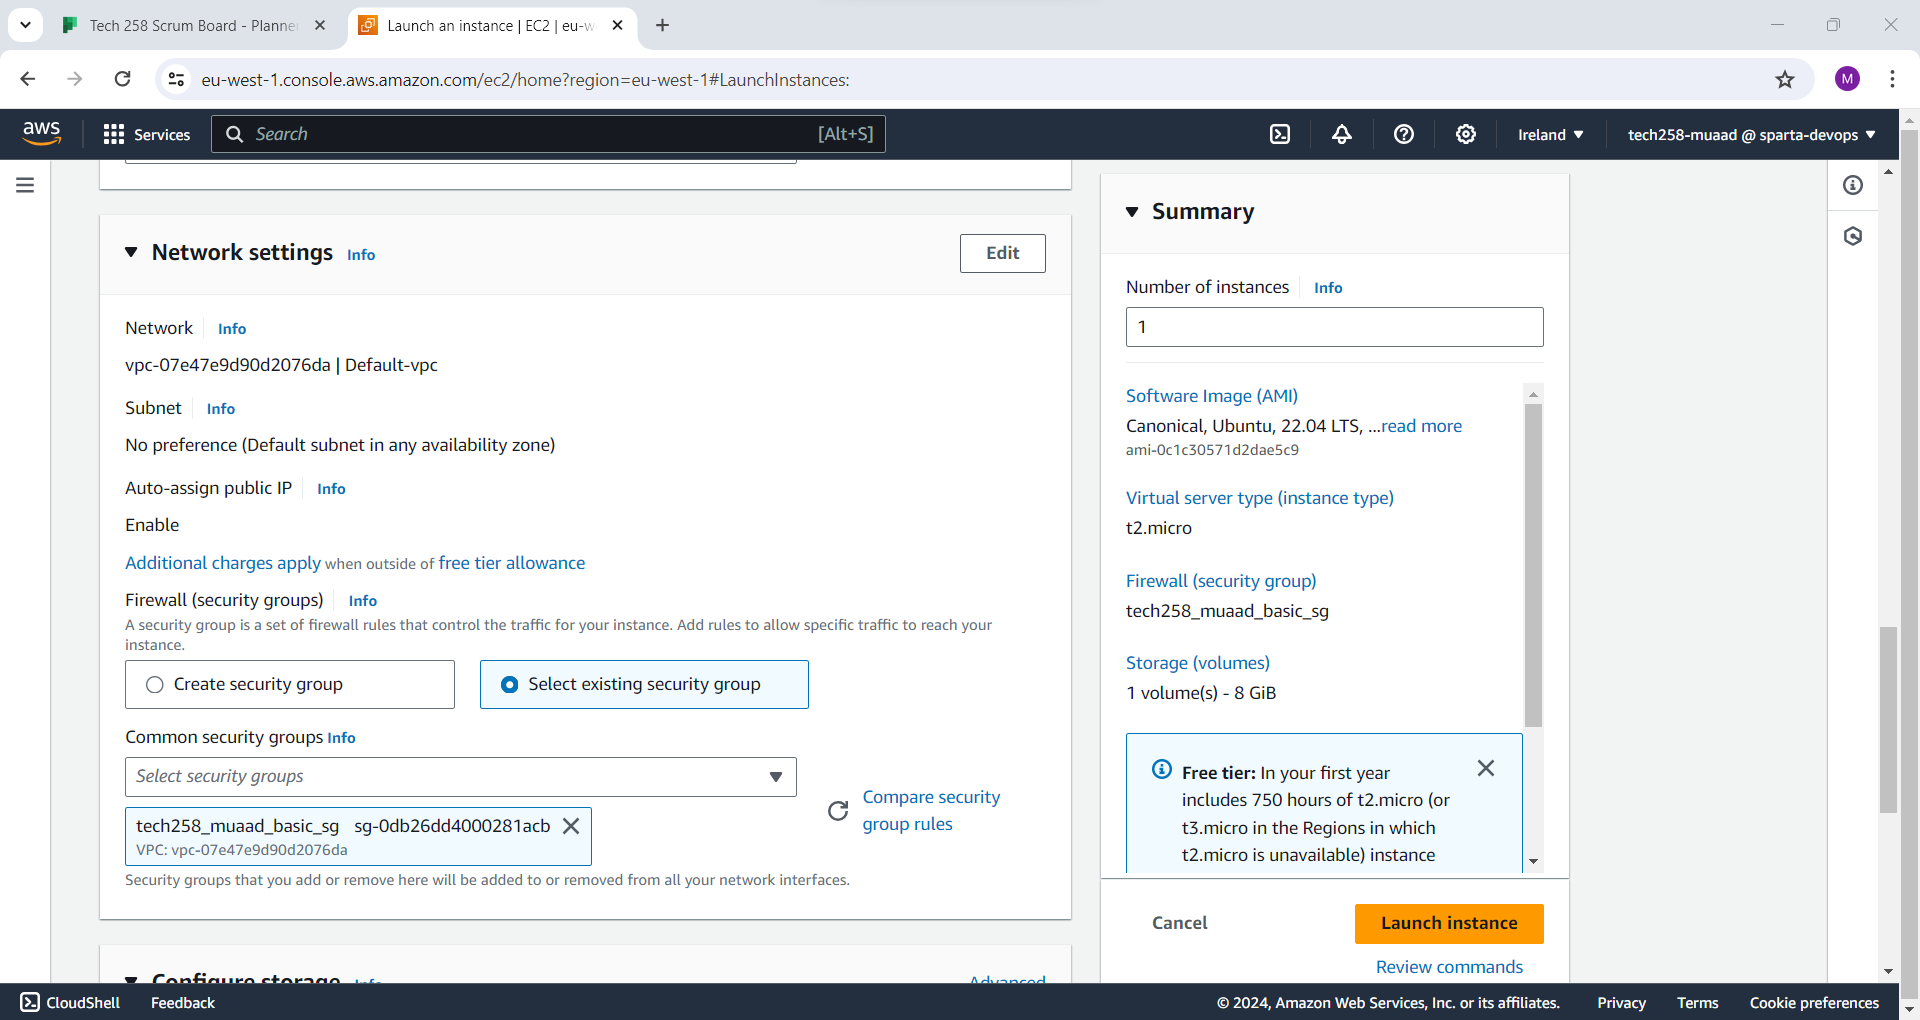 Tech 258 Scrum Board - Planner
Launch an instance | EC2 | eu-w
eu-west-1.console.aws.amazon.com/ec2/home?region=eu-west-1#LaunchInstances:
M
aws
Services
Search
[Alt+S]
Ireland
tech258-muaad @ sparta-devops
Network settings Info
Edit
Network Info
vpc-07e47e9d90d2076da | Default-vpc
Subnet Info
No preference (Default subnet in any availability zone)
Auto-assign public IP Info
Enable
Additional charges apply when outside of free tier allowance
Firewall (security groups) Info
A security group is a set of firewall rules that control the traffic for your instance. Add rules to allow specific traffic to reach your
instance.
Create security group
Select existing security group
Common security groups Info
Select security groups
tech258_muaad_basic_sg sg-0db26dd4000281acb
VPC: vpc-07e47e9d90d2076da
Compare security
group rules
Security groups that you add or remove here will be added to or removed from all your network interfaces.
Configure storage Info
Advanced
Summary
Number of instances Info
1
Software Image (AMI)
Canonical, Ubuntu, 22.04 LTS, ...read more
ami-0c1c30571d2dae5c9
Virtual server type (instance type)
t2.micro
Firewall (security group)
tech258_muaad_basic_sg
Storage (volumes)
1 volume(s) - 8 GiB
Free tier: In your first year
includes 750 hours of t2.micro (or
t3.micro in the Regions in which
t2.micro is unavailable) instance
Cancel
Launch instance
Review commands
CloudShell
Feedback
© 2024, Amazon Web Services, Inc. or its affiliates.
Privacy
Terms
Cookie preferences